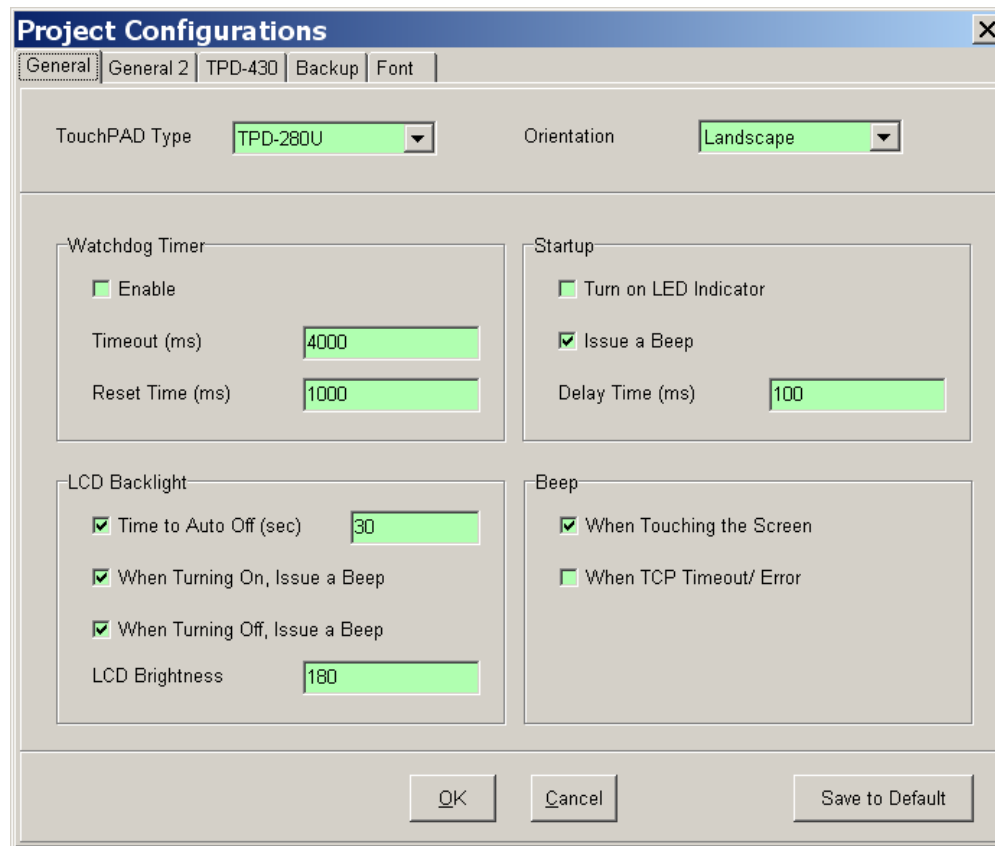 Project Configurations
General General 2 TPD-430 Backup Font
TouchPAD Type TPD-280U Orientation Landscape
Watchdog Timer
Enable
Timeout (ms) 4000
Reset Time (ms) 1000
Startup
Turn on LED Indicator
Issue a Beep
Delay Time (ms) 100
LCD Backlight
Time to Auto Off (sec) 30
When Turning On, Issue a Beep
When Turning Off, Issue a Beep
LCD Brightness 180
Beep
When Touching the Screen
When TCP Timeout/ Error
OK Cancel Save to Default